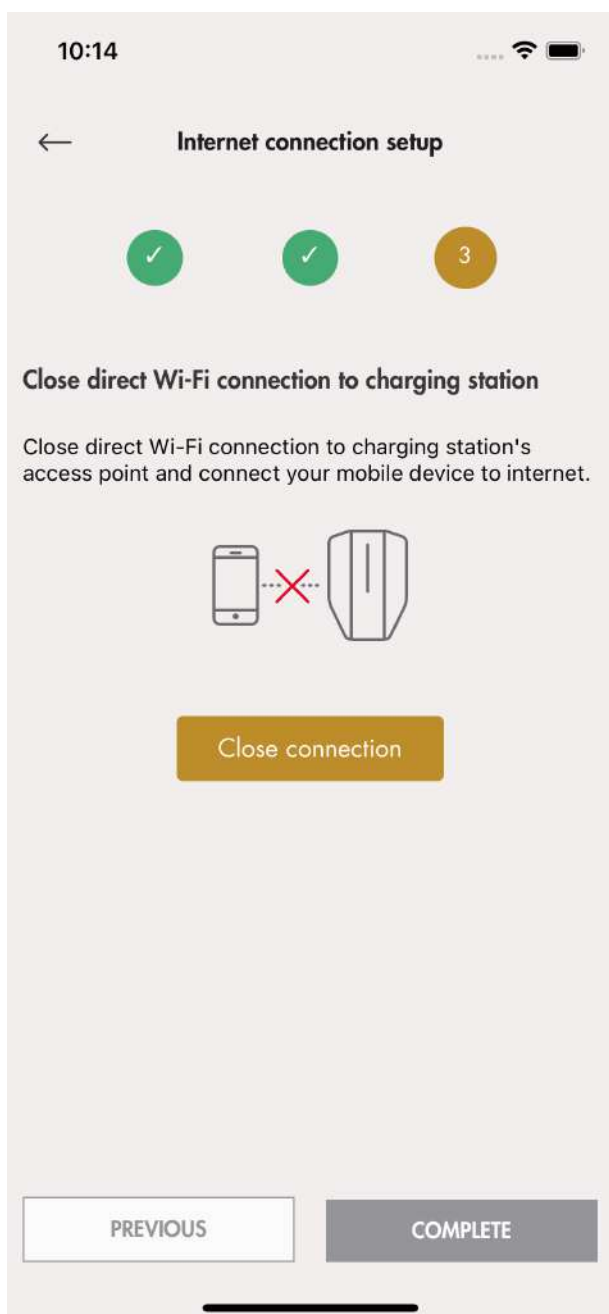 10:14
Internet connection setup
3
Close direct Wi-Fi connection to charging station
Close direct Wi-Fi connection to charging station's
access point and connect your mobile device to internet.
Close connection
PREVIOUS
COMPLETE